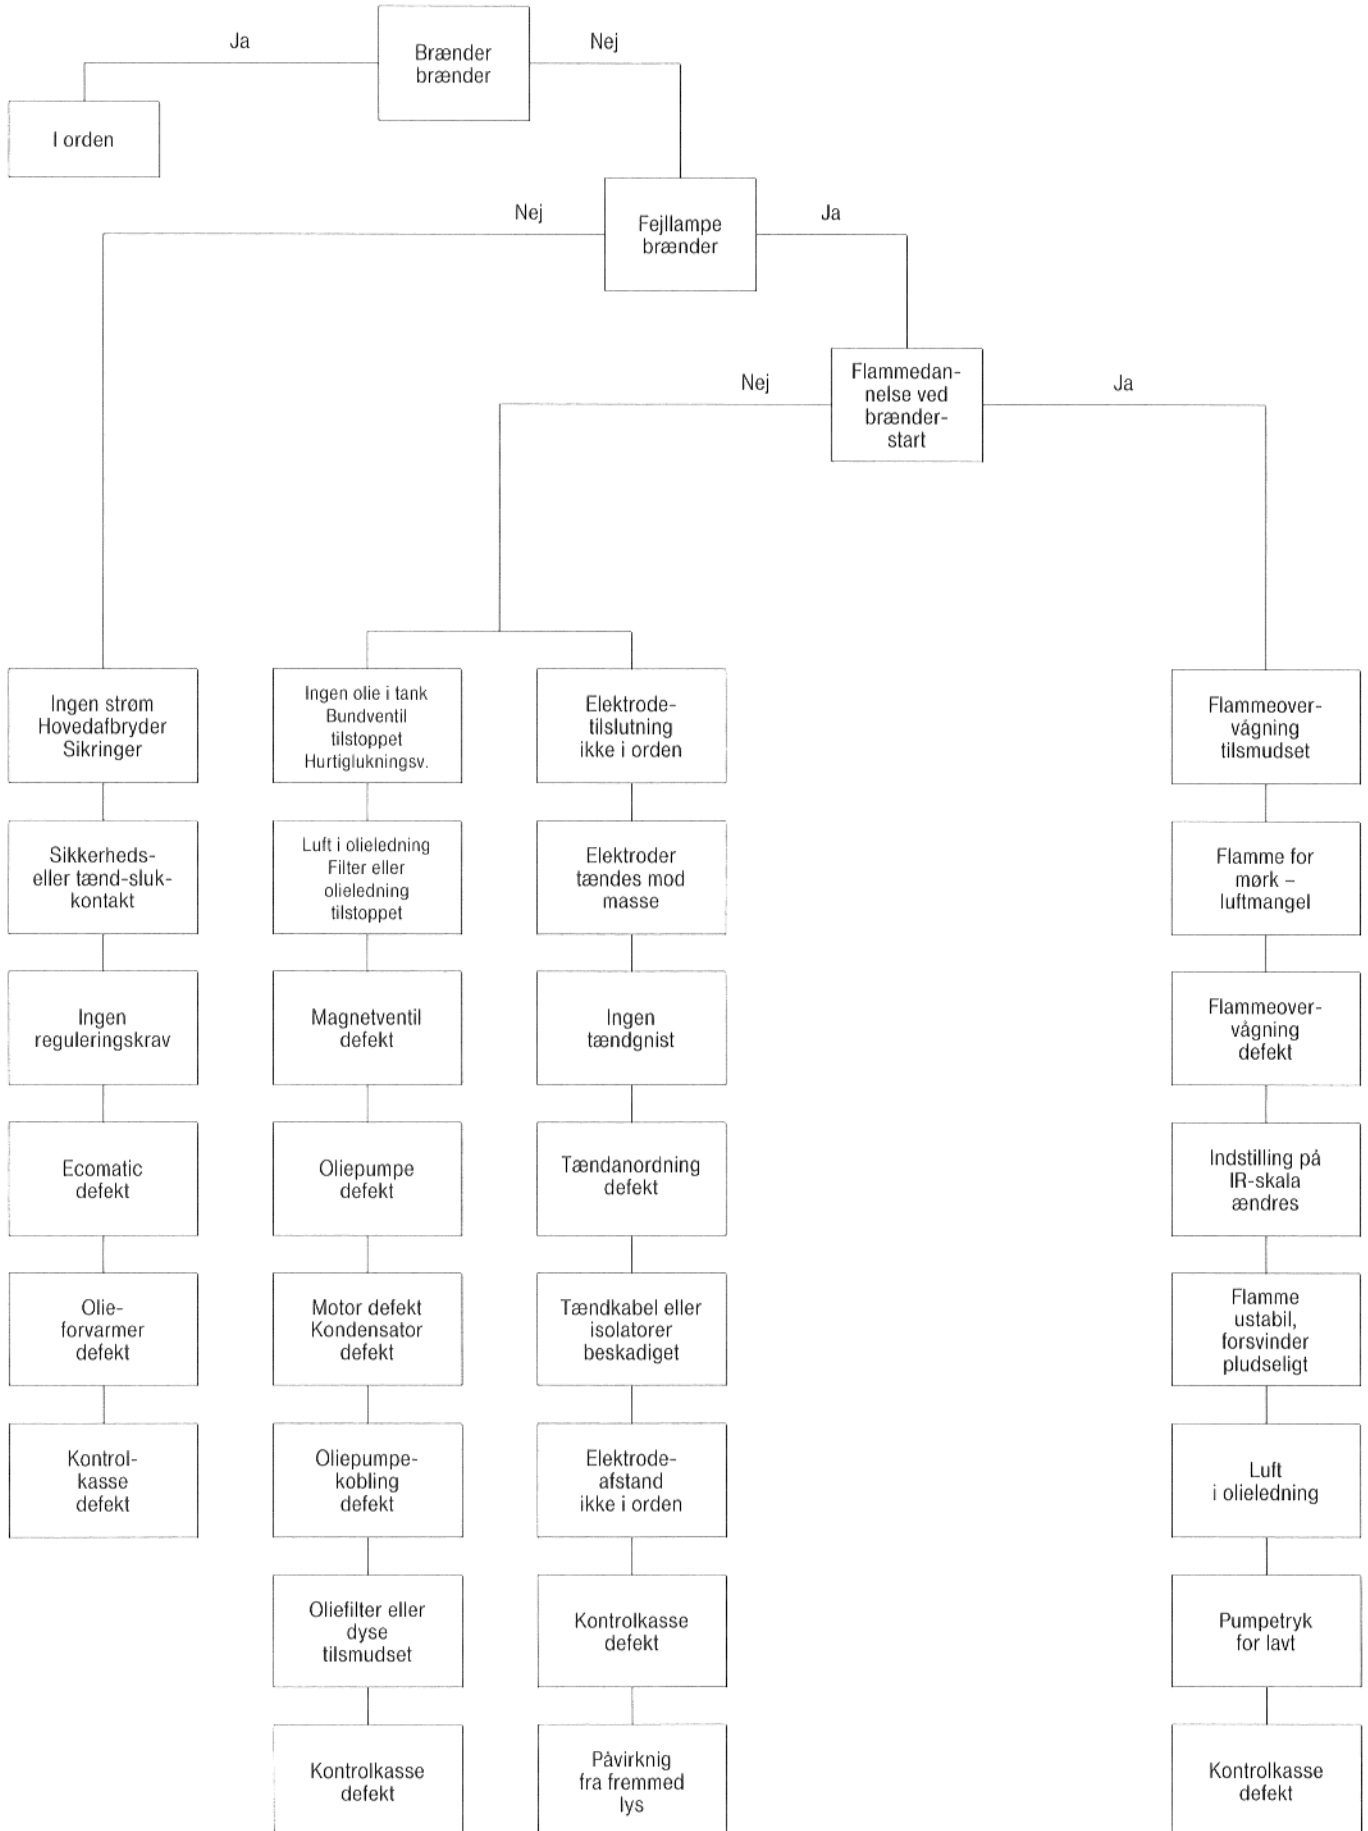 Ja
Brænder
brænder
Nej
I orden
Nej
Fejllampe
brænder
Ja
Nej
Flammedan-
nelse ved
brænder-
start
Ja
Ingen strøm
Hovedafbryder
Sikringer
Sikkerheds-
eller tænd-sluk-
kontakt
Ingen
reguleringskrav
Ecomatic
defekt
Olie-
forvarmer
defekt
Kontrol-
kasse
defekt
Ingen olie i tank
Bundventil
tilstoppet
Hurtiglukningsv.
Luft i olieledning
Filter eller
olieledning
tilstoppet
Magnetventil
defekt
Oliepumpe
defekt
Motor defekt
Kondensator
defekt
Oliepumpe-
kobling
defekt
Oliefilter eller
dyse
tilsmudset
Kontrolkasse
defekt
Elektrode-
tilslutning
ikke i orden
Elektroder
tændes mod
masse
Ingen
tændgnist
Tændanordning
defekt
Tændkabel eller
isolatorer
beskadiget
Elektrode-
afstand
ikke i orden
Kontrolkasse
defekt
Påvirknig
fra fremmed
lys
Flammeover-
vågning
tilsmudset
Flamme for
mørk –
luftmangel
Flammeover-
vågning
defekt
Indstilling på
IR-skala
ændres
Flamme
ustabil,
forsvinder
pludseligt
Luft
i olieledning
Pumpetryk
for lavt
Kontrolkasse
defekt